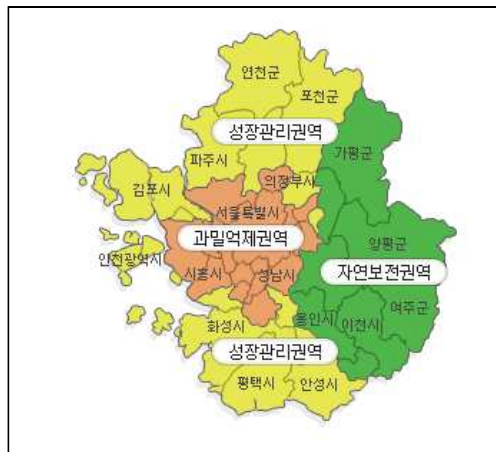 연천군
포천군
성장관리권역
가평군
파주시
의정부시
김포시
서울특별시
과밀억제권역
양평군
인천광역시
자연보전권역
시흥시
성남시
여주군
화성시
용인시
이천시
성장관리권역
평택시
안성시